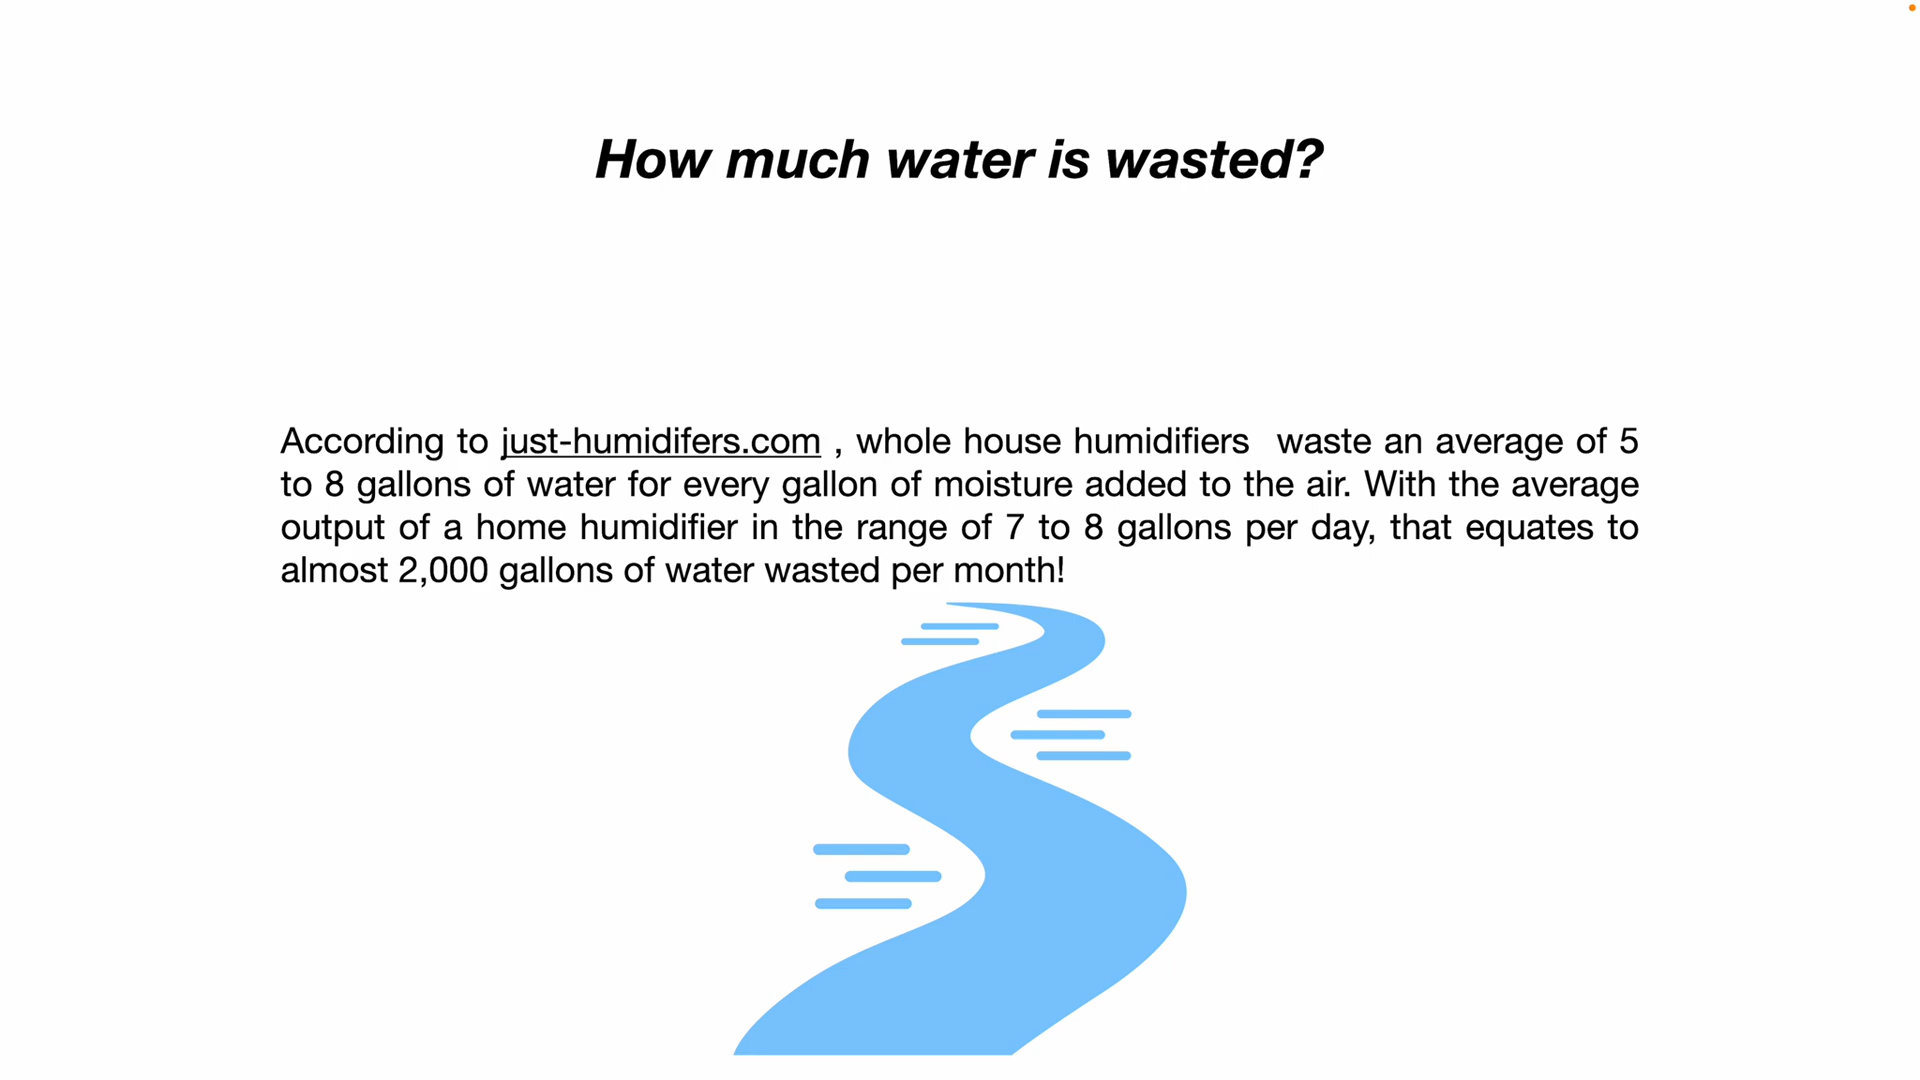 How much water is wasted?
According to just-humidifers.com , whole house humidifiers  waste an average of 5
to 8 gallons of water for every gallon of moisture added to the air. With the average
output of a home humidifier in the range of 7 to 8 gallons per day, that equates to
almost 2,000 gallons of water wasted per month!